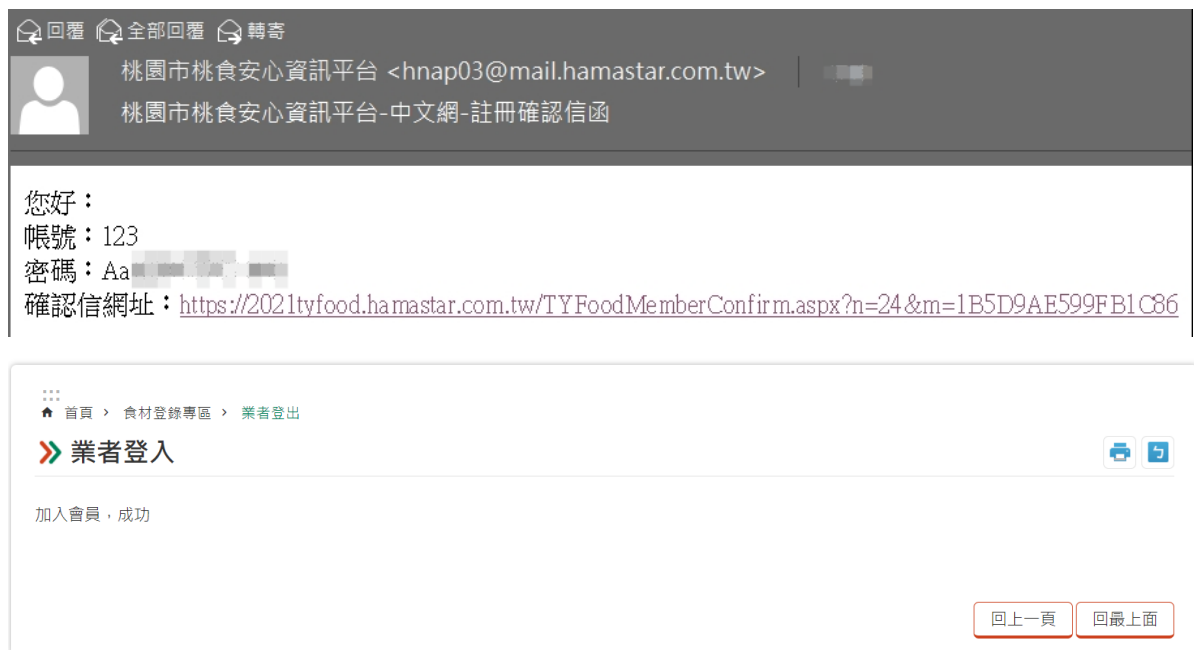 回覆 全部回覆 轉寄
桃園市桃食安心資訊平台 <hnap03@mail.hamastar.com.tw>
桃園市桃食安心資訊平台-中文網-註冊確認信函
您好：
帳號：123
密碼：Aa
確認信網址：https://2021tyfood.hamastar.com.tw/TYFoodMemberConfirm.aspx?n=24&m=1B5D9AE599FB1C86
首頁 › 食材登錄專區 › 業者登出
業者登入
加入會員，成功
回上一頁 回最上面